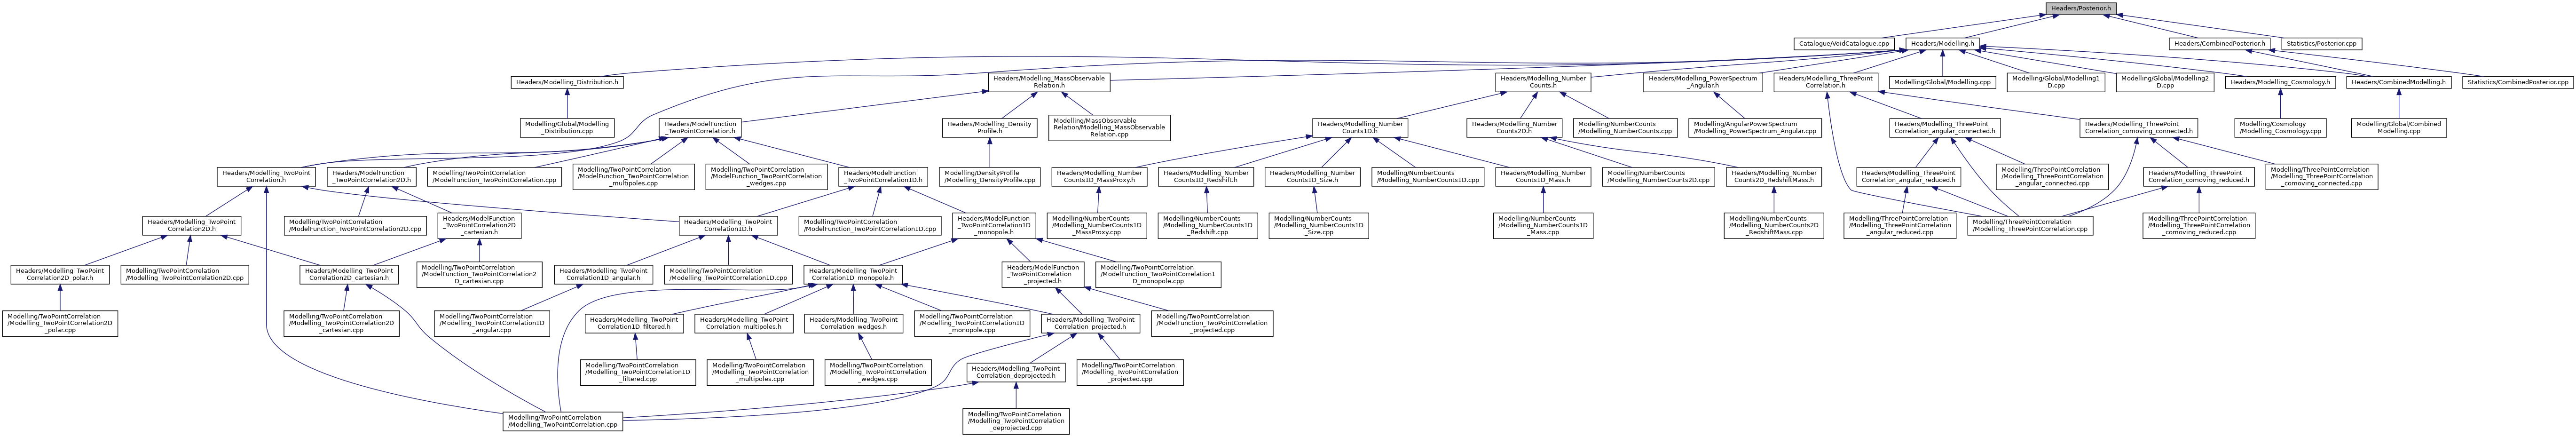 Headers/Posterior.h
Catalogue/VoidCatalogue.cpp
Headers/Modelling.h
Headers/CombinedPosterior.h
Statistics/Posterior.cpp
Headers/Modelling_Distribution.h
Headers/Modelling_MassObservable
Relation.h
Headers/Modelling_Number
Counts.h
Headers/Modelling_PowerSpectrum
_Angular.h
Headers/Modelling_ThreePoint
Correlation.h
Modelling/Global/Modelling.cpp
Modelling/Global/Modelling1
D.cpp
Modelling/Global/Modelling2
D.cpp
Headers/Modelling_Cosmology.h
Headers/CombinedModelling.h
Statistics/CombinedPosterior.cpp
Modelling/Global/Modelling
_Distribution.cpp
Headers/ModelFunction
_TwoPointCorrelation.h
Headers/Modelling_Density
Profile.h
Modelling/MassObservable
Relation/Modelling_MassObservable
Relation.cpp
Headers/Modelling_Number
Counts1D.h
Headers/Modelling_Number
Counts2D.h
Modelling/NumberCounts
/Modelling_NumberCounts.cpp
Modelling/AngularPowerSpectrum
/Modelling_PowerSpectrum_Angular.cpp
Headers/Modelling_ThreePoint
Correlation_angular_connected.h
Headers/Modelling_ThreePoint
Correlation_comoving_connected.h
Modelling/Cosmology
/Modelling_Cosmology.cpp
Modelling/Global/Combined
Modelling.cpp
Headers/Modelling_TwoPoint
Correlation.h
Headers/ModelFunction
_TwoPointCorrelation2D.h
Modelling/TwoPointCorrelation
/ModelFunction_TwoPointCorrelation.cpp
Modelling/TwoPointCorrelation
/ModelFunction_TwoPointCorrelation
_multipoles.cpp
Modelling/TwoPointCorrelation
/ModelFunction_TwoPointCorrelation
_wedges.cpp
Headers/ModelFunction
_TwoPointCorrelation1D.h
Modelling/DensityProfile
/Modelling_DensityProfile.cpp
Headers/Modelling_Number
Counts1D_MassProxy.h
Headers/Modelling_Number
Counts1D_Redshift.h
Headers/Modelling_Number
Counts1D_Size.h
Modelling/NumberCounts
/Modelling_NumberCounts1D.cpp
Headers/Modelling_Number
Counts1D_Mass.h
Modelling/NumberCounts
/Modelling_NumberCounts2D.cpp
Headers/Modelling_Number
Counts2D_RedshiftMass.h
Headers/Modelling_ThreePoint
Correlation_angular_reduced.h
Modelling/ThreePointCorrelation
/Modelling_ThreePointCorrelation
_angular_connected.cpp
Headers/Modelling_ThreePoint
Correlation_comoving_reduced.h
Modelling/ThreePointCorrelation
/Modelling_ThreePointCorrelation
_comoving_connected.cpp
Headers/Modelling_TwoPoint
Correlation2D.h
Modelling/TwoPointCorrelation
/ModelFunction_TwoPointCorrelation2D.cpp
Headers/ModelFunction
_TwoPointCorrelation2D
_cartesian.h
Headers/Modelling_TwoPoint
Correlation1D.h
Modelling/TwoPointCorrelation
/ModelFunction_TwoPointCorrelation1D.cpp
Headers/ModelFunction
_TwoPointCorrelation1D
_monopole.h
Modelling/NumberCounts
/Modelling_NumberCounts1D
_MassProxy.cpp
Modelling/NumberCounts
/Modelling_NumberCounts1D
_Redshift.cpp
Modelling/NumberCounts
/Modelling_NumberCounts1D
_Size.cpp
Modelling/NumberCounts
/Modelling_NumberCounts1D
_Mass.cpp
Modelling/NumberCounts
/Modelling_NumberCounts2D
_RedshiftMass.cpp
Modelling/ThreePointCorrelation
/Modelling_ThreePointCorrelation
_angular_reduced.cpp
Modelling/ThreePointCorrelation
/Modelling_ThreePointCorrelation.cpp
Modelling/ThreePointCorrelation
/Modelling_ThreePointCorrelation
_comoving_reduced.cpp
Headers/Modelling_TwoPoint
Correlation2D_polar.h
Modelling/TwoPointCorrelation
/Modelling_TwoPointCorrelation2D.cpp
Headers/Modelling_TwoPoint
Correlation2D_cartesian.h
Modelling/TwoPointCorrelation
/ModelFunction_TwoPointCorrelation2
D_cartesian.cpp
Headers/Modelling_TwoPoint
Correlation1D_angular.h
Modelling/TwoPointCorrelation
/Modelling_TwoPointCorrelation1D.cpp
Headers/Modelling_TwoPoint
Correlation1D_monopole.h
Headers/ModelFunction
_TwoPointCorrelation
_projected.h
Modelling/TwoPointCorrelation
/ModelFunction_TwoPointCorrelation1
D_monopole.cpp
Modelling/TwoPointCorrelation
/Modelling_TwoPointCorrelation2D
_polar.cpp
Modelling/TwoPointCorrelation
/Modelling_TwoPointCorrelation2D
_cartesian.cpp
Modelling/TwoPointCorrelation
/Modelling_TwoPointCorrelation1D
_angular.cpp
Headers/Modelling_TwoPoint
Correlation1D_filtered.h
Headers/Modelling_TwoPoint
Correlation_multipoles.h
Headers/Modelling_TwoPoint
Correlation_wedges.h
Modelling/TwoPointCorrelation
/Modelling_TwoPointCorrelation1D
_monopole.cpp
Headers/Modelling_TwoPoint
Correlation_projected.h
Modelling/TwoPointCorrelation
/ModelFunction_TwoPointCorrelation
_projected.cpp
Modelling/TwoPointCorrelation
/Modelling_TwoPointCorrelation1D
_filtered.cpp
Modelling/TwoPointCorrelation
/Modelling_TwoPointCorrelation
_multipoles.cpp
Modelling/TwoPointCorrelation
/Modelling_TwoPointCorrelation
_wedges.cpp
Headers/Modelling_TwoPoint
Correlation_deprojected.h
Modelling/TwoPointCorrelation
/Modelling_TwoPointCorrelation
_projected.cpp
Modelling/TwoPointCorrelation
/Modelling_TwoPointCorrelation.cpp
Modelling/TwoPointCorrelation
/Modelling_TwoPointCorrelation
_deprojected.cpp